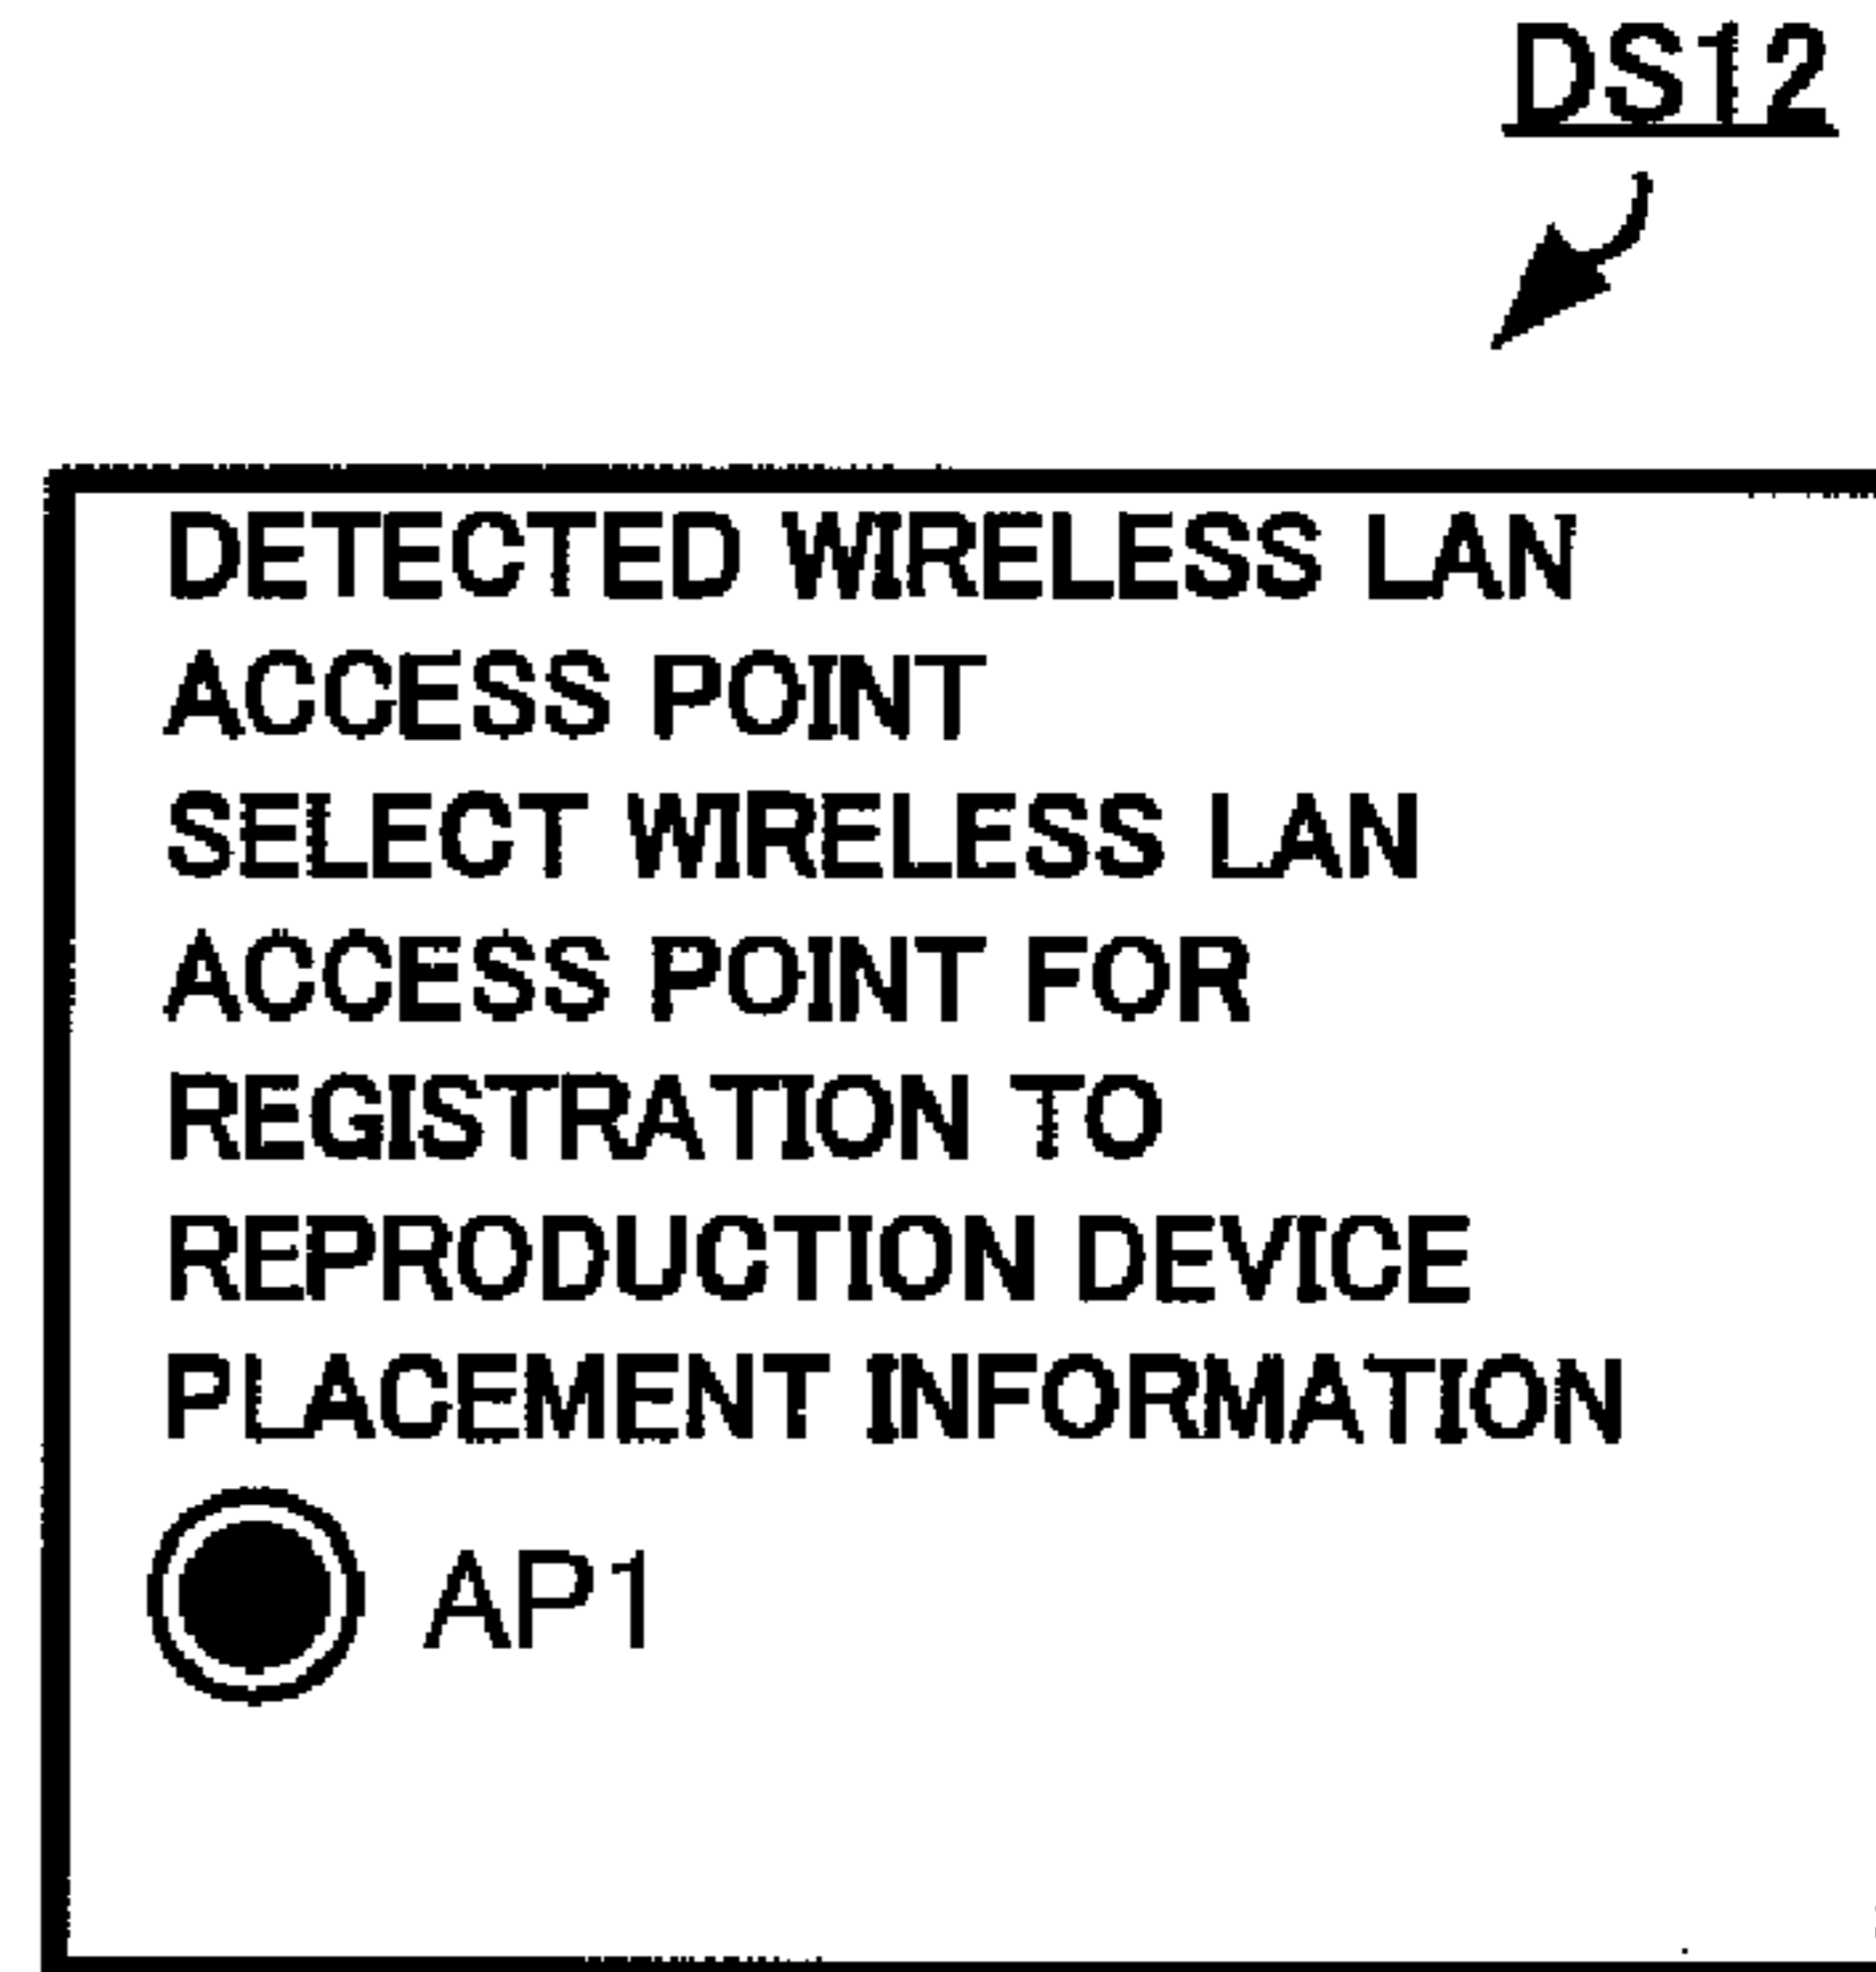 DS12
DETECTED WIRELESS LAN
ACCESS POINT
SELECT WIRELESS LAN
ACCESS POINT FOR
REGISTRATION TO
REPRODUCTION DEVICE
PLACEMENT INFORMATION
AP1